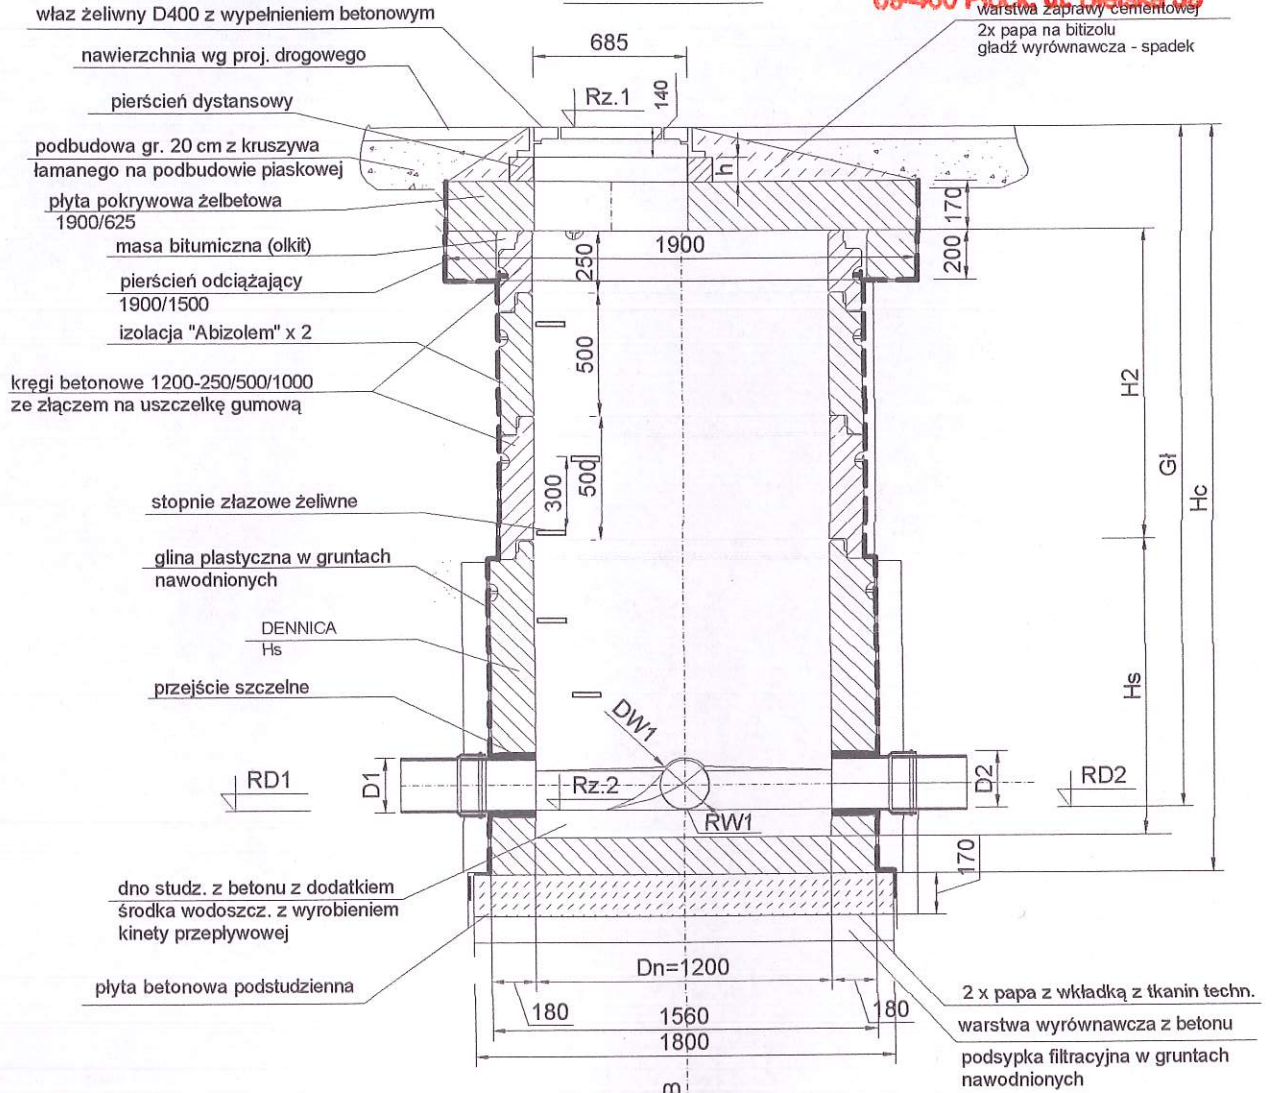 właz żeliwny D400 z wypełnieniem betonowym
nawierzchnia wg proj. drogowego
pierścień dystansowy
podbudowa gr. 20 cm z kruszywa
łamanego na podbudowie piaskowej
płyta pokrywowa żelbetowa
1900/625
masa bitumiczna (olkit)
pierścień odciążający
1900/1500
izolacja "Abizolem" x 2
kręgi betonowe 1200-250/500/1000
ze złączem na uszczelkę gumową
stopnie złazowe żeliwne
glina plastyczna w gruntach
nawodnionych
DENNICA
Hs
przejście szczelne
RD1
D1
dno studz. z betonu z dodatkiem
środka wodoszcz. z wyrobieniem
kinety przepływowej
płyta betonowa podstudzienna
685
Rz.1
140
h
1900
250
500
500
300
DW1
Rz.2
RW1
Dn=1200
180
180
1560
1800
warstwa zaprawy cementowej
2x papa na bitizolu
gładź wyrównawcza - spadek
170
200
H2
Gł
Hc
Hs
D2
RD2
170
2 x papa z wkładką z tkanin techn.
warstwa wyrównawcza z betonu
podsypka filtracyjna w gruntach
nawodnionych